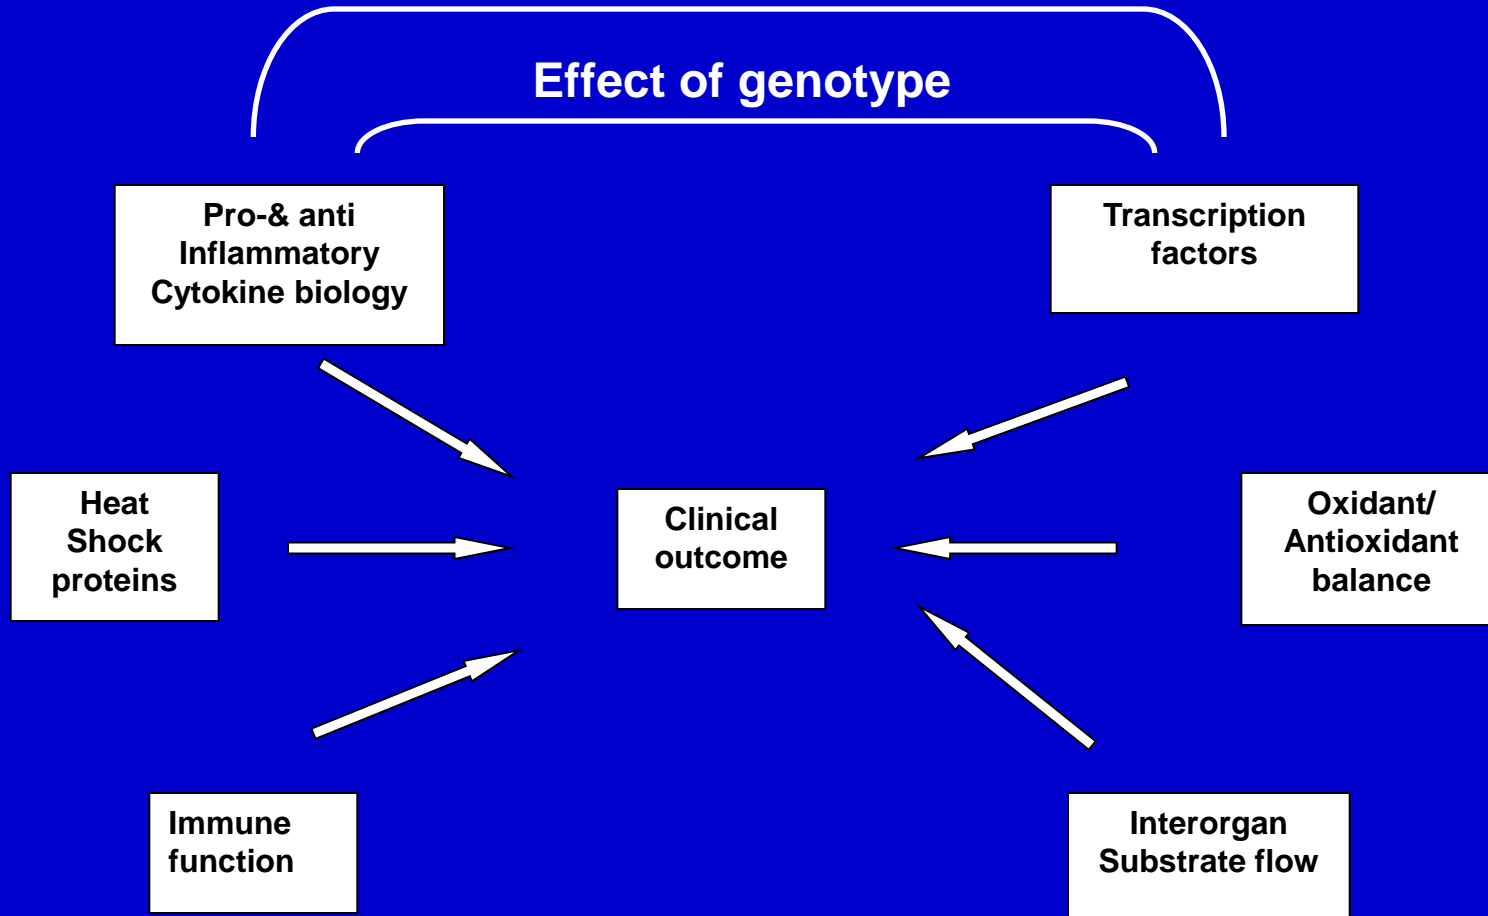 Effect of genotype
Pro-& anti
Inflammatory
Cytokine biology
Transcription
factors
Heat
Shock
proteins
Clinical
outcome
Oxidant/
Antioxidant
balance
Immune
function
Interorgan
Substrate flow